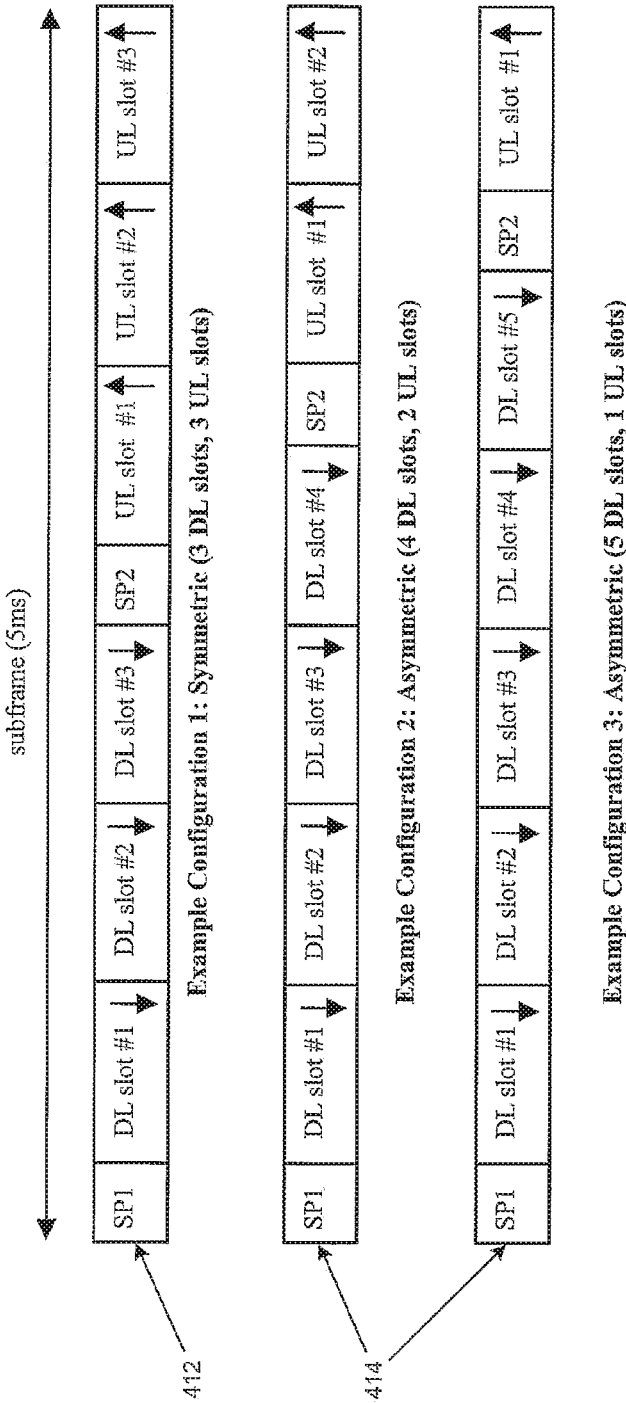 subframe (5ms)
SP1 DL slot #1 DL slot #2 DL slot #3 SP2 UL slot #1 UL slot #2 UL slot #3
412
Example Configuration 1: Symmetric (3 DL slots, 3 UL slots)
SP1 DL slot #1 DL slot #2 DL slot #3 DL slot #4 SP2 UL slot #1 UL slot #2
414
Example Configuration 2: Asymmetric (4 DL slots, 2 UL slots)
SP1 DL slot #1 DL slot #2 DL slot #3 DL slot #4 DL slot #5 SP2 UL slot #1
Example Configuration 3: Asymmetric (5 DL slots, 1 UL slots)